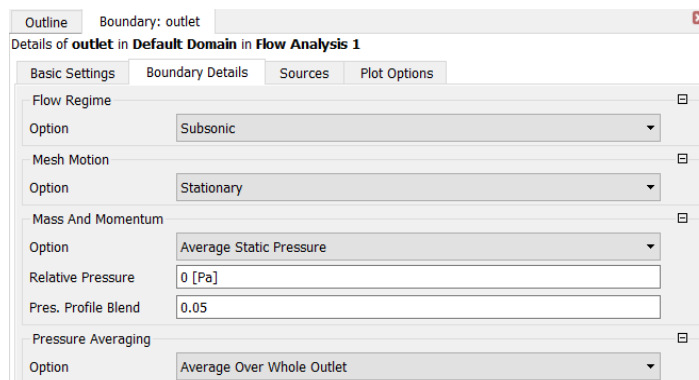 Outline Boundary: outlet
Details of outlet in Default Domain in Flow Analysis 1
Basic Settings Boundary Details Sources Plot Options
Flow Regime
Option Subsonic
Mesh Motion
Option Stationary
Mass And Momentum
Option Average Static Pressure
Relative Pressure 0 [Pa]
Pres. Profile Blend 0.05
Pressure Averaging
Option Average Over Whole Outlet